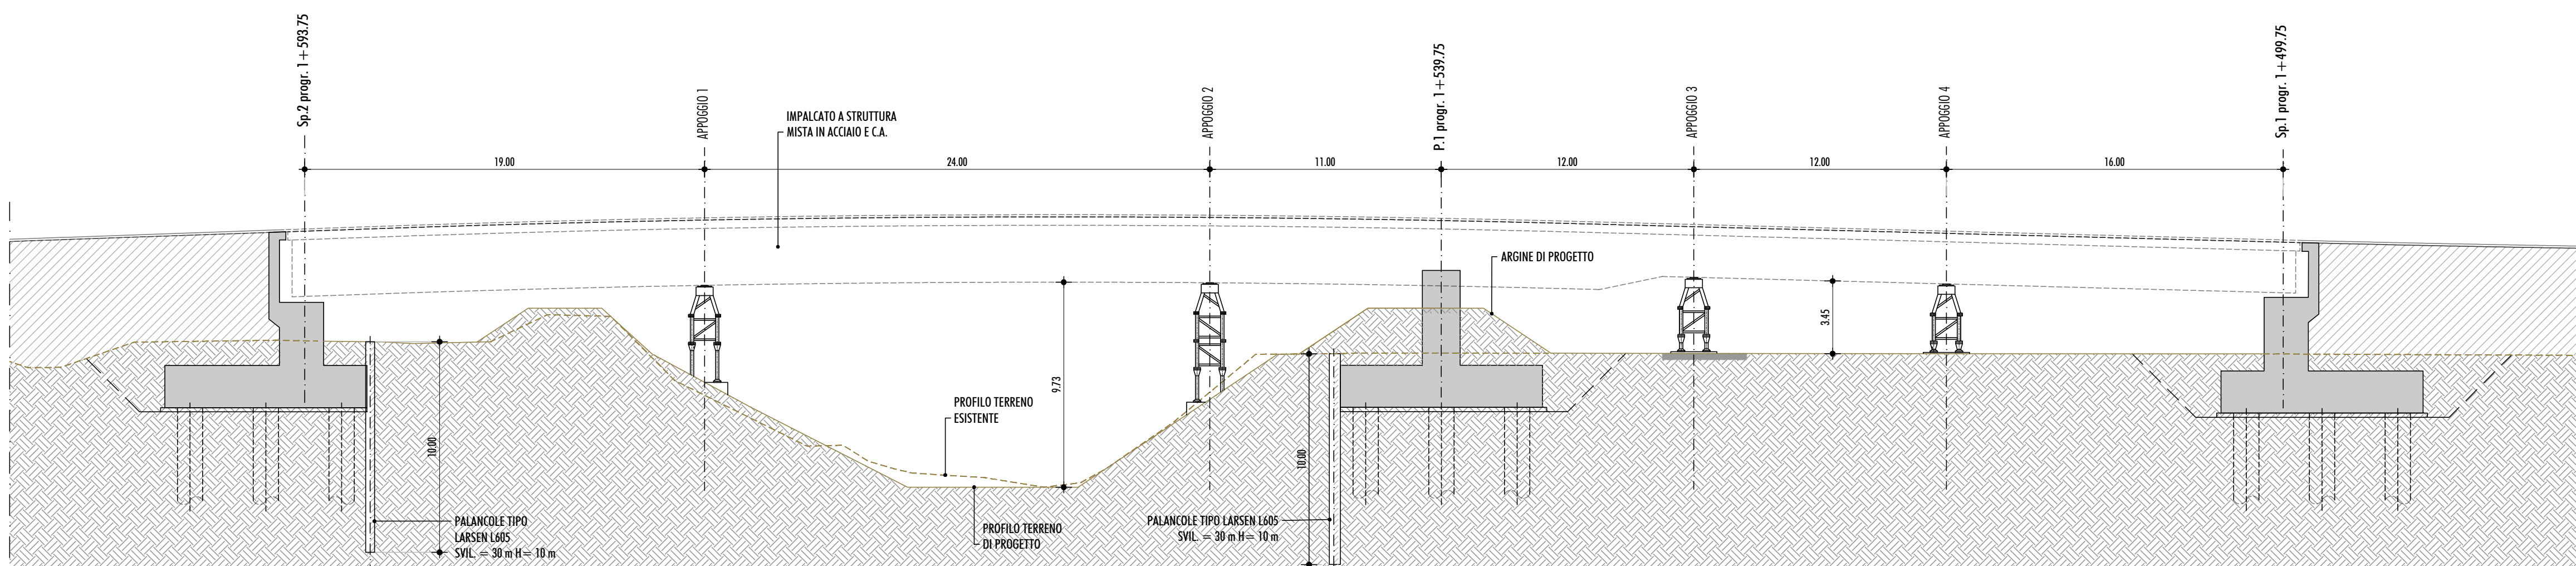 Sp.2 progr. 1+593.75
APPOGGIO 1
APPOGGIO 2
P.1 progr. 1+539.75
APPOGGIO 3
APPOGGIO 4
Sp.1 progr. 1+499.75
IMPALCATO A STRUTTURA
MISTA IN ACCIAIO E C.A.
19.00
24.00
11.00
12.00
12.00
16.00
ARGINE DI PROGETTO
3.45
9.73
PROFILO TERRENO
ESISTENTE
10.00
10.00
PALANCOLE TIPO
LARSEN L605
SVIL. = 30 m H= 10 m
PROFILO TERRENO
DI PROGETTO
PALANCOLE TIPO LARSEN L605
SVIL. = 30 m H= 10 m